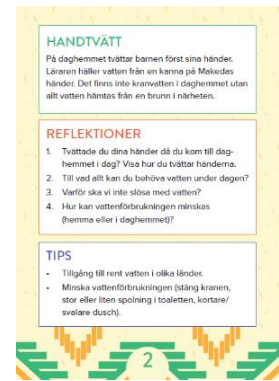 HANDTVÄTT
På daghemmet tvättar barnen först sina händer.
Läraren häller vatten från en kanna på Makedas
händer. Det finns inte kranvatten i daghemmet utan
allt vatten hämtas från en brunn i närheten.
REFLEKTIONER
1. Tvättade du dina händer då du kom till dag-
hemmet i dag? Visa hur du tvättar händerna.
2. Till vad allt kan du behöva vatten under dagen?
3. Varför ska vi inte slösa med vatten?
4. Hur kan vattenförbrukningen minskas
(hemma eller i daghemmet)?
TIPS
• Tillgång till rent vatten i olika länder.
• Minska vattenförbrukningen (stäng kranen,
stor eller liten spolning i toaletten, kortare/
svalare dusch).
2